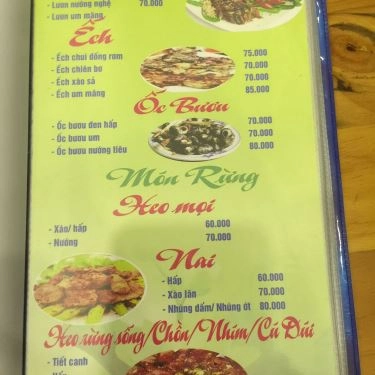 - Lươn nướng nghệ 70.000
- Lươn um măng
Ếch
- Ếch chui đống rơm 75.000
- Ếch chiên bơ 70.000
- Ếch xào sả 70.000
- Ếch um măng 85.000
Ốc Bươu
- Ốc bươu đen hấp 70.000
- Ốc bươu um 70.000
- Ốc bươu nướng tiêu 80.000
Món Rừng
Heo mọi
- Xáo/ hấp 60.000
- Nướng 70.000
Nai
- Hấp 60.000
- Xào lăn 70.000
- Nhúng dấm/ Nhúng ớt 80.000
Heo rừng sống/Chồn/Nhím/Cú Dúi
- Tiết canh